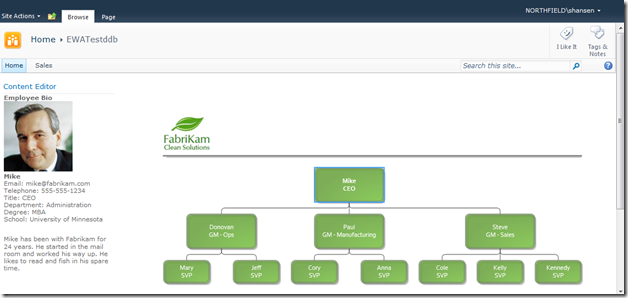 NORTHFIELD\shansen
Site Actions
Browse
Page
Home
EWATestddb
I Like It
Tags &
Notes
Home
Sales
Search this site...
Content Editor
Employee Bio
Mike
Email: mike@fabrikam.com
Telephone: 555-555-1234
Title: CEO
Department: Administration
Degree: MBA
School: University of Minnesota
Mike has been with Fabrikam for
24 years. He started in the mail
room and worked his way up. He
likes to read and fish in his spare
time.
FABRIKAM
Clean Solutions
Mike
CEO
Donovan
GM - Ops
Paul
GM - Manufacturing
Steve
GM - Sales
Mary
SVP
Jeff
SVP
Cory
SVP
Anna
SVP
Cole
SVP
Kelly
SVP
Kennedy
SVP